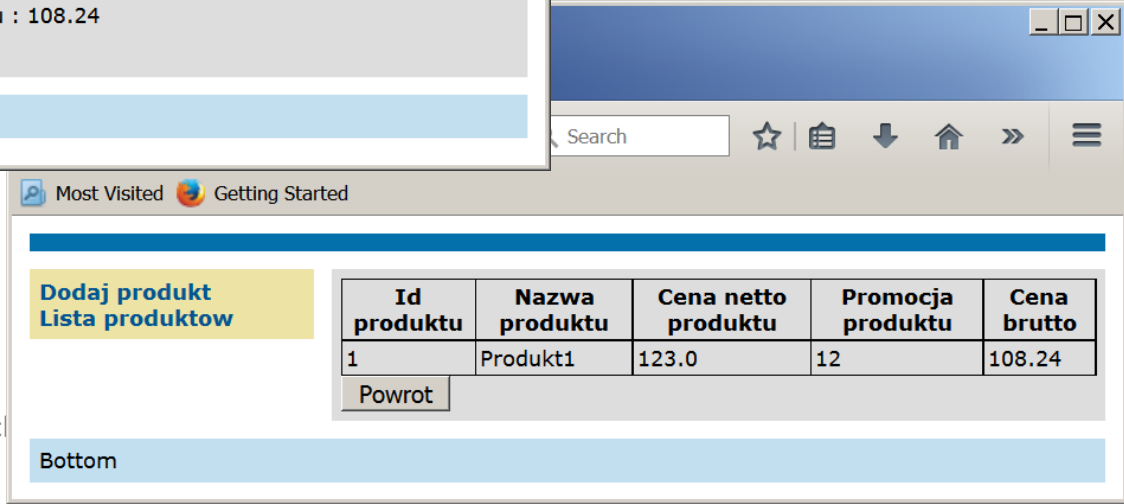 : 108.24
Search
Most Visited Getting Started
Dodaj produkt
Lista produktow
Id produktu Nazwa produktu Cena netto produktu Promocja produktu Cena brutto
1 Produkt1 123.0 12 108.24
Powrot
Bottom